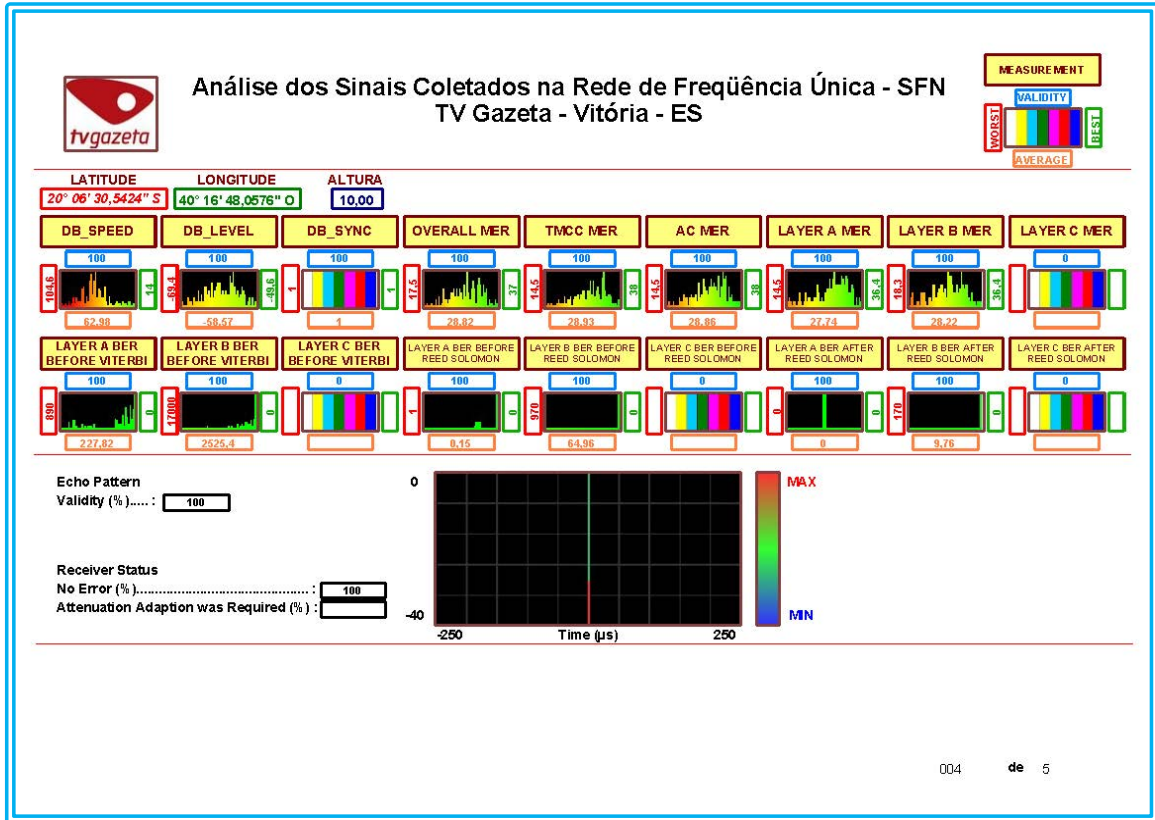 tvgazeta
Análise dos Sinais Coletados na Rede de Freqüência Única - SFN
TV Gazeta - Vitória - ES
MEASUREMENT
VALIDITY
WORST
BEST
AVERAGE
LATITUDE LONGITUDE ALTURA
20° 06' 30,5424" S 40° 16' 48,0576" O 10,00
DB_SPEED DB_LEVEL DB_SYNC OVERALL MER TMCC MER AC MER LAYER A MER LAYER B MER LAYER C MER
100 100 100 100 100 100 100 100 0
104,6 14 -69,4 -49,6 1 1 17,5 37 14,5 38 14,5 38 14,5 36,4 18,3 36,4
62,98 -58,57 1 28,82 28,93 28,86 27,74 28,22
LAYER A BER LAYER B BER LAYER C BER LAYER A BER BEFORE LAYER B BER BEFORE LAYER C BER BEFORE LAYER A BER AFTER LAYER B BER AFTER LAYER C BER AFTER
BEFORE VITERBI BEFORE VITERBI BEFORE VITERBI REED SOLOMON REED SOLOMON REED SOLOMON REED SOLOMON REED SOLOMON REED SOLOMON
100 100 0 100 100 0 100 100 0
890 0 17000 0 1 0 970 0 0 0 170 0
227,82 2525,4 0,15 64,96 0 9,76
Echo Pattern
Validity (%)..... : 100
Receiver Status
No Error (%)............................................... : 100
Attenuation Adaption was Required (%) :
0
-40
-250 Time (µs) 250
MAX
MIN
004 de 5